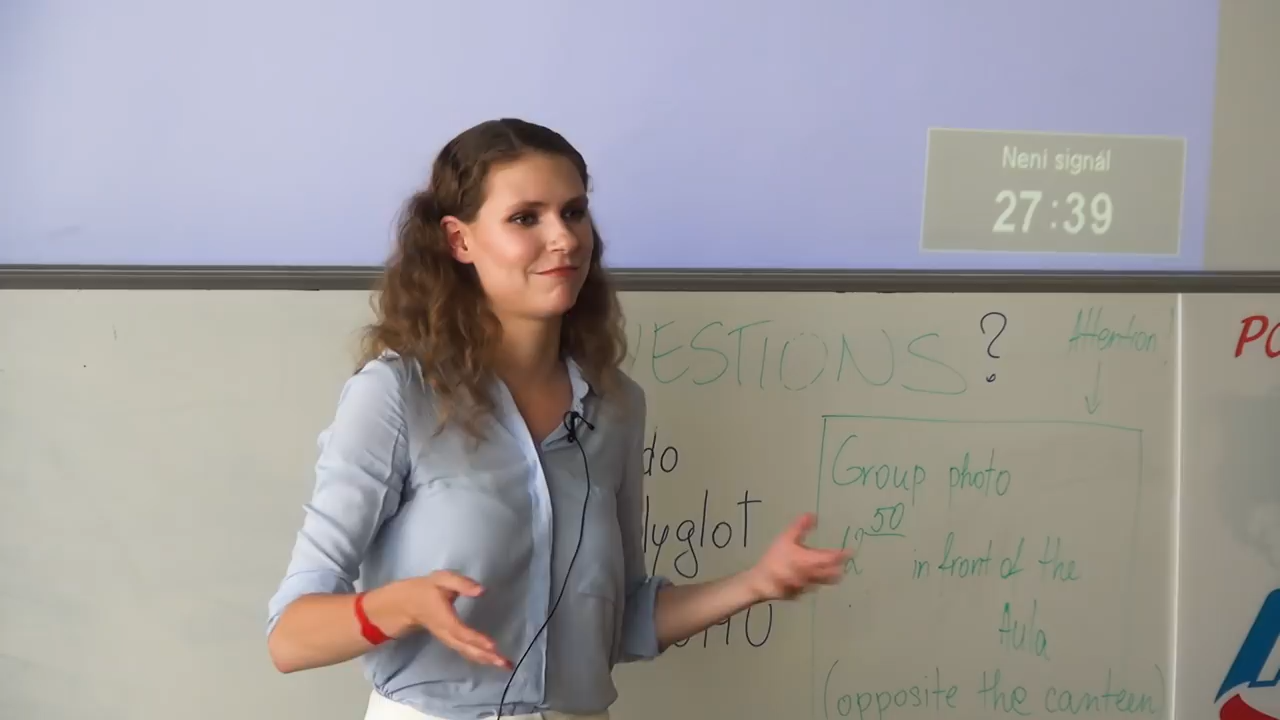 Není signál
27:39
ESTIONS?
Attention!
PO
do
lyglot
Group photo
12 50 in front of the
Aula
(opposite the canteen)